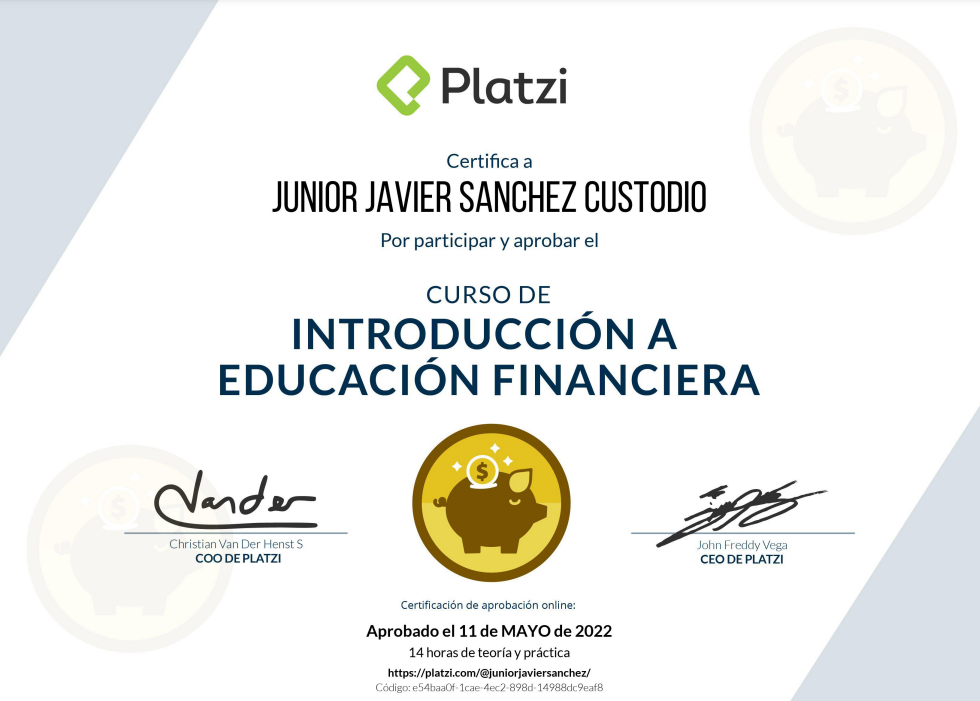 Platzi
Certifica a
JUNIOR JAVIER SANCHEZ CUSTODIO
Por participar y aprobar el
CURSO DE
INTRODUCCIÓN A
EDUCACIÓN FINANCIERA
Vander
Christian Van Der Henst S
COO DE PLATZI
John Freddy Vega
CEO DE PLATZI
Certificación de aprobación online:
Aprobado el 11 de MAYO de 2022
14 horas de teoría y práctica
https://platzi.com/@juniorjaviersanchez/
Código: e54baa0f-1cae-4ec2-898d-14988dc9eaf8